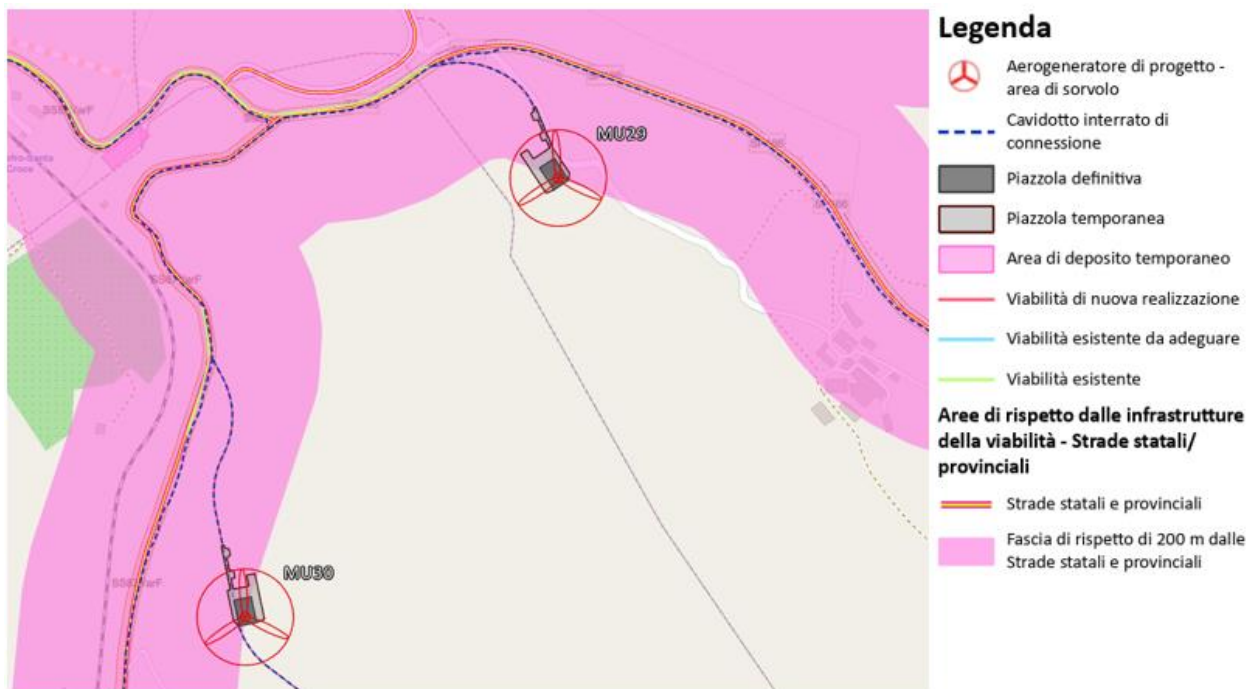 MU29
MU30
Legenda
Aerogeneratore di progetto -
area di sorvolo
Cavidotto interrato di
connessione
Piazzola definitiva
Piazzola temporanea
Area di deposito temporaneo
Viabilità di nuova realizzazione
Viabilità esistente da adeguare
Viabilità esistente
Aree di rispetto dalle infrastrutture
della viabilità - Strade statali/
provinciali
Strade statali e provinciali
Fascia di rispetto di 200 m dalle
Strade statali e provinciali